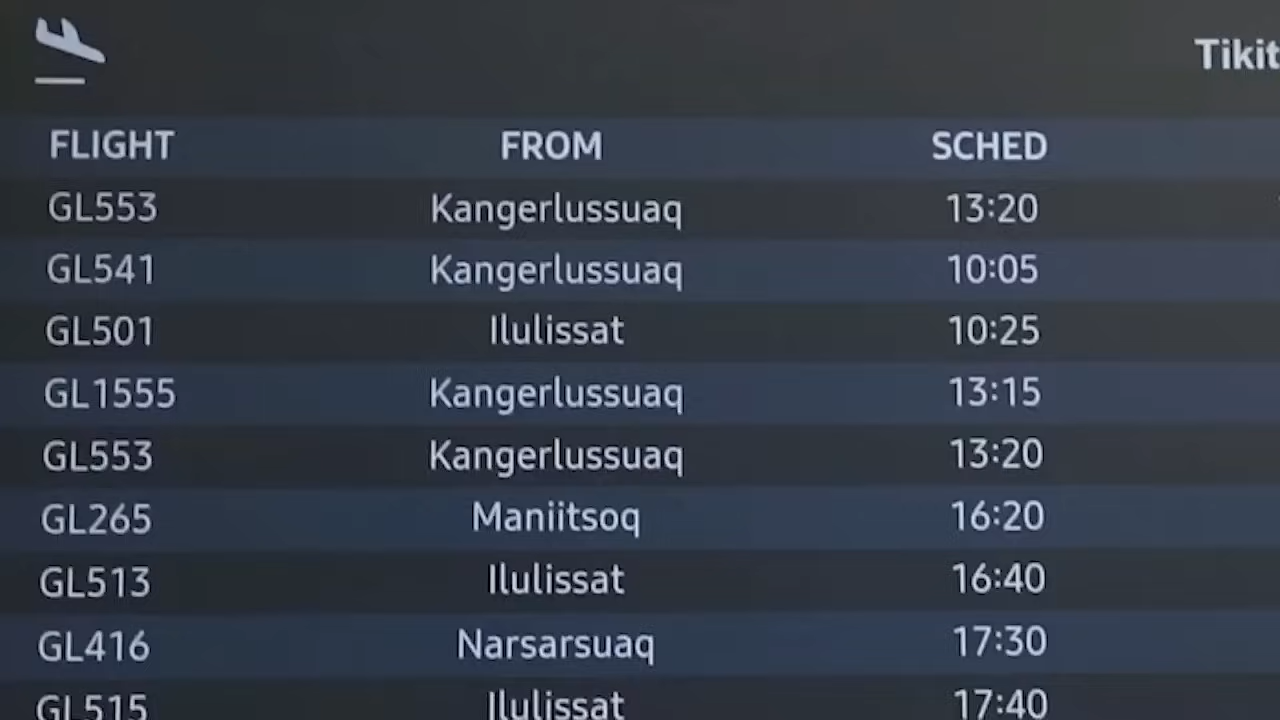 Tikit
FLIGHT FROM SCHED
GL553 Kangerlussuaq 13:20
GL541 Kangerlussuaq 10:05
GL501 Ilulissat 10:25
GL1555 Kangerlussuaq 13:15
GL553 Kangerlussuaq 13:20
GL265 Maniitsoq 16:20
GL513 Ilulissat 16:40
GL416 Narsarsuaq 17:30
GL515 Ilulissat 17:40